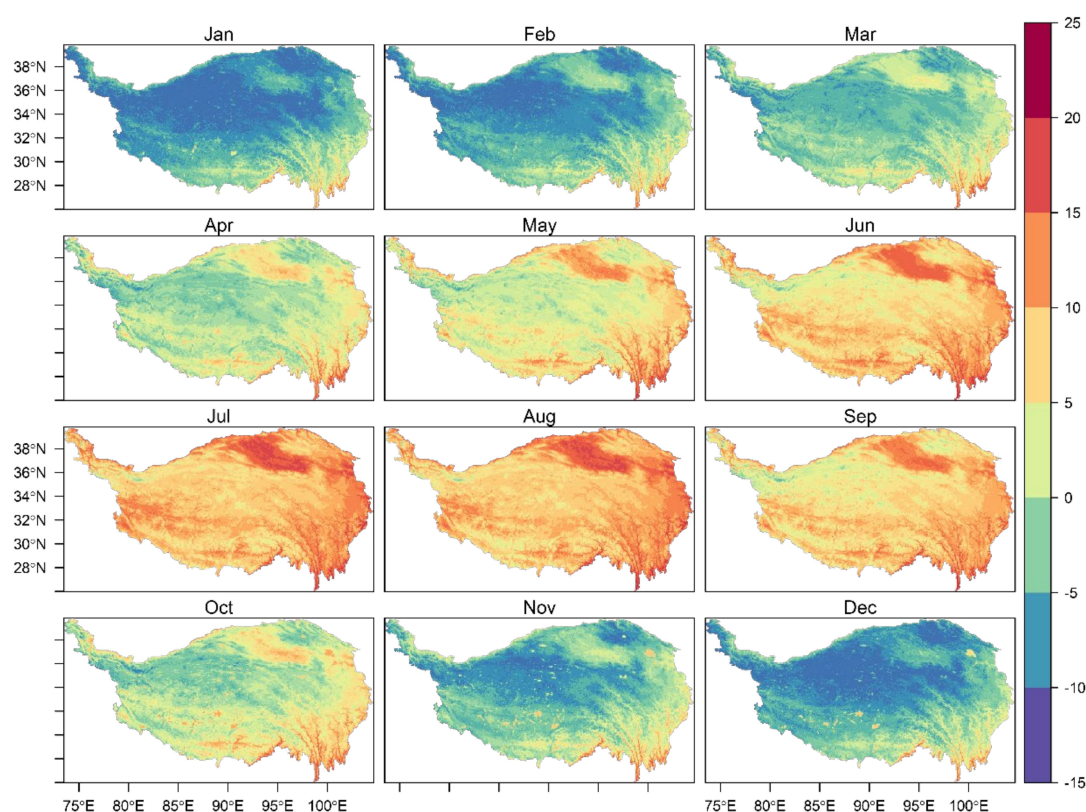 Jan Feb Mar
38°N
36°N
34°N
32°N
30°N
28°N
Apr May Jun
Jul Aug Sep
38°N
36°N
34°N
32°N
30°N
28°N
Oct Nov Dec
75°E 80°E 85°E 90°E 95°E 100°E 75°E 80°E 85°E 90°E 95°E 100°E
25
20
15
10
5
0
-5
-10
-15